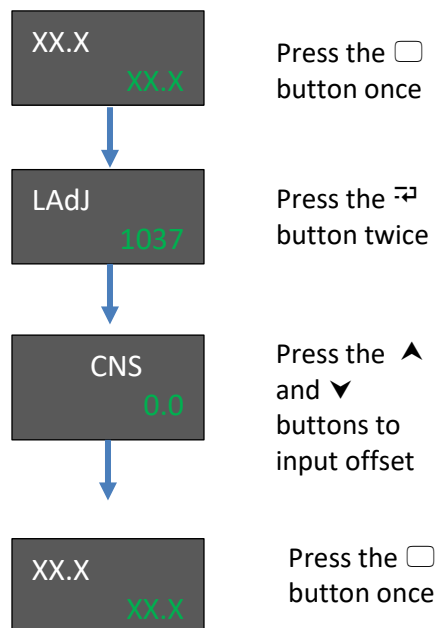 XX.X
XX.X
Press the
button once
LAdJ
1037
Press the
button twice
CNS
0.0
Press the
and
buttons to
input offset
XX.X
XX.X
Press the
button once